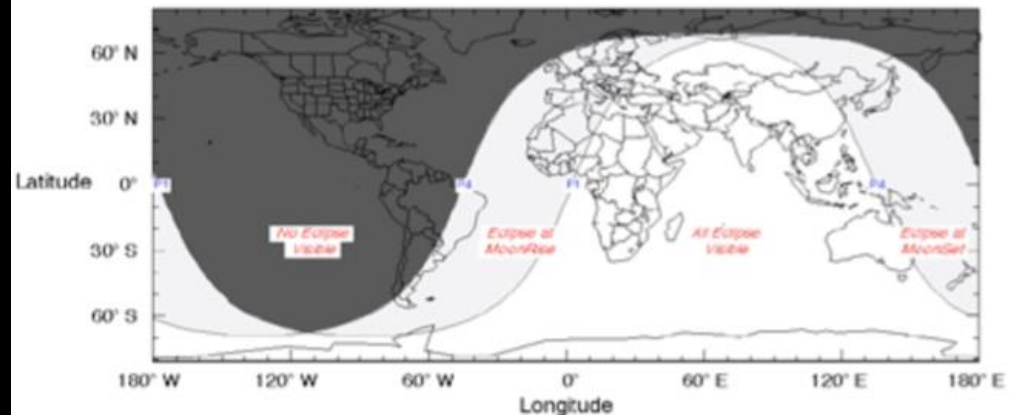 60° N
30° N
Latitude 0°
P1 P4 P1 P4
No Eclipse
Visible
Eclipse at
MoonRise
All Eclipse
Visible
Eclipse at
MoonSet
30° S
60° S
180° W 120° W 60° W 0° 60° E 120° E 180° E
Longitude